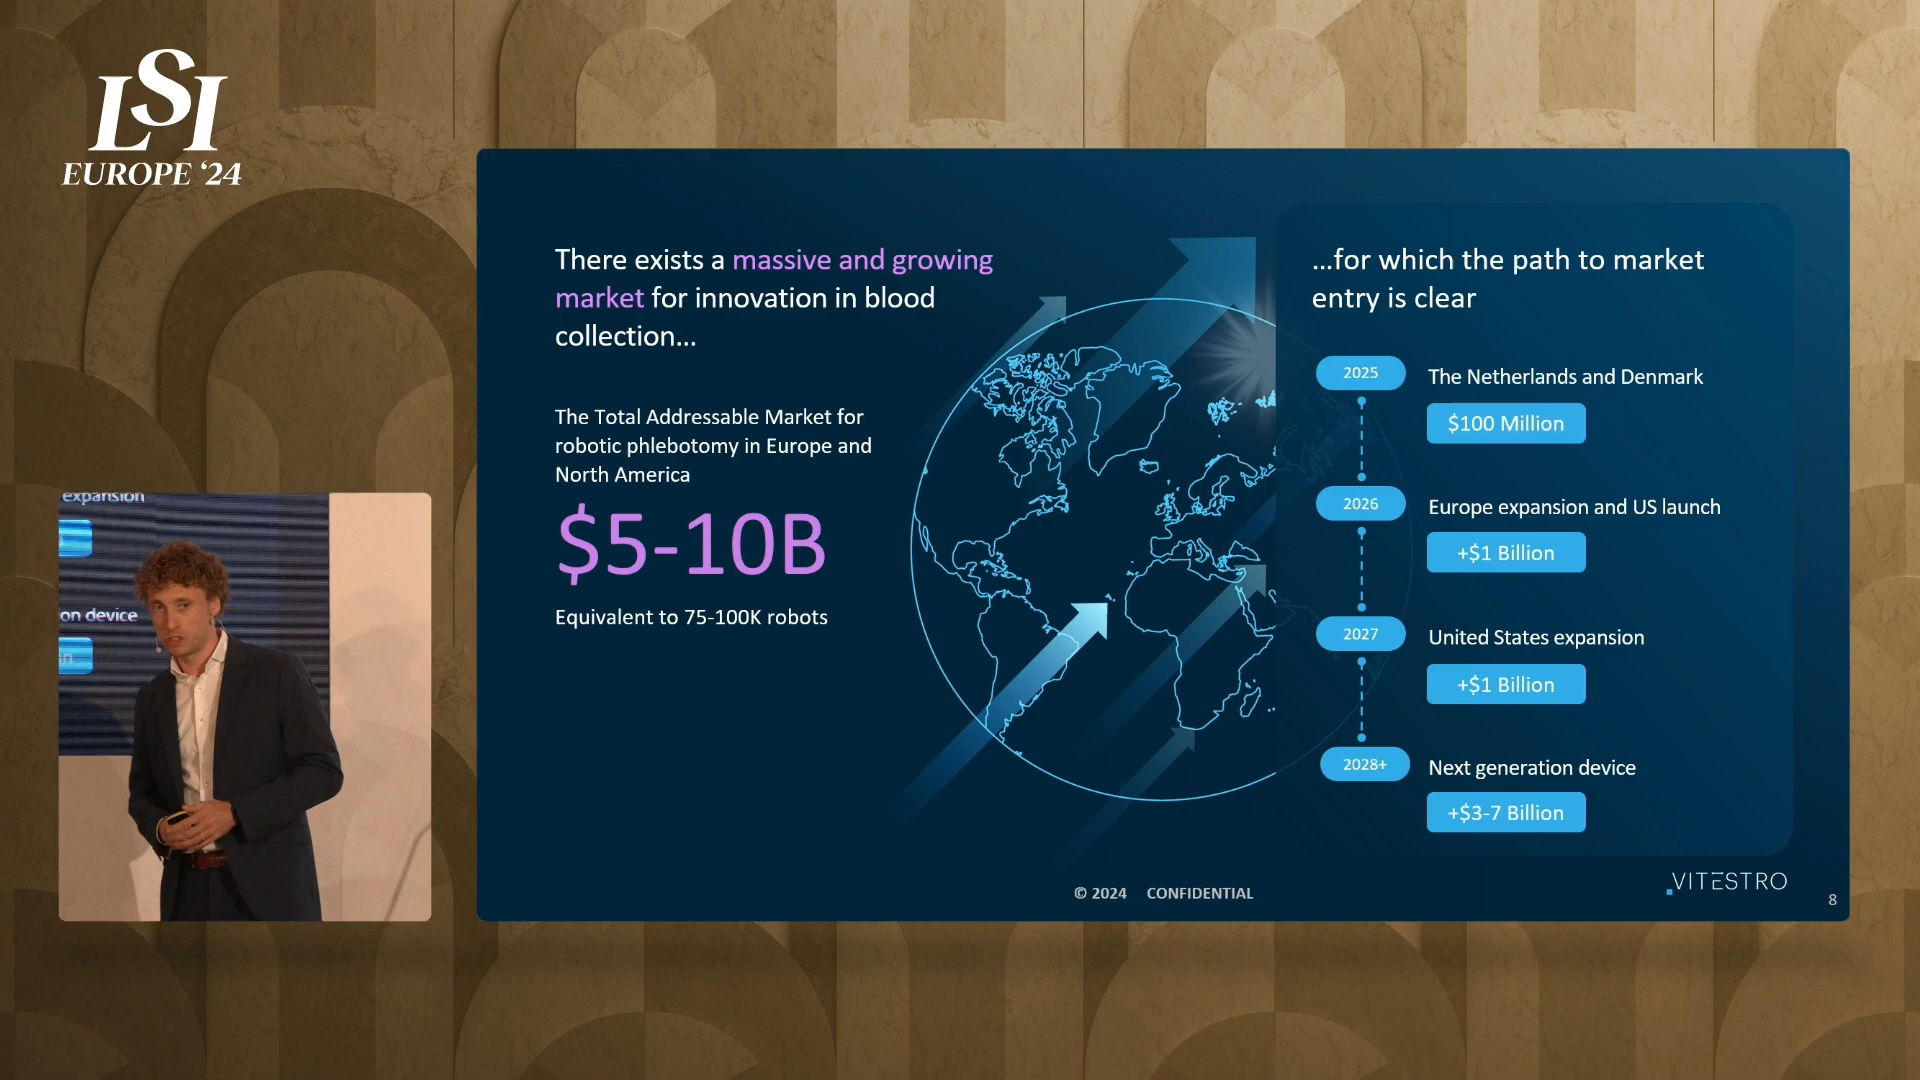 LSI
EUROPE ‘24
There exists a massive and growing
market for innovation in blood
collection...
The Total Addressable Market for
robotic phlebotomy in Europe and
North America
$5-10B
Equivalent to 75-100K robots
...for which the path to market
entry is clear
2025
The Netherlands and Denmark
$100 Million
2026
Europe expansion and US launch
+$1 Billion
2027
United States expansion
+$1 Billion
2028+
Next generation device
+$3-7 Billion
© 2024 CONFIDENTIAL
VITESTRO
8
expansion
on device